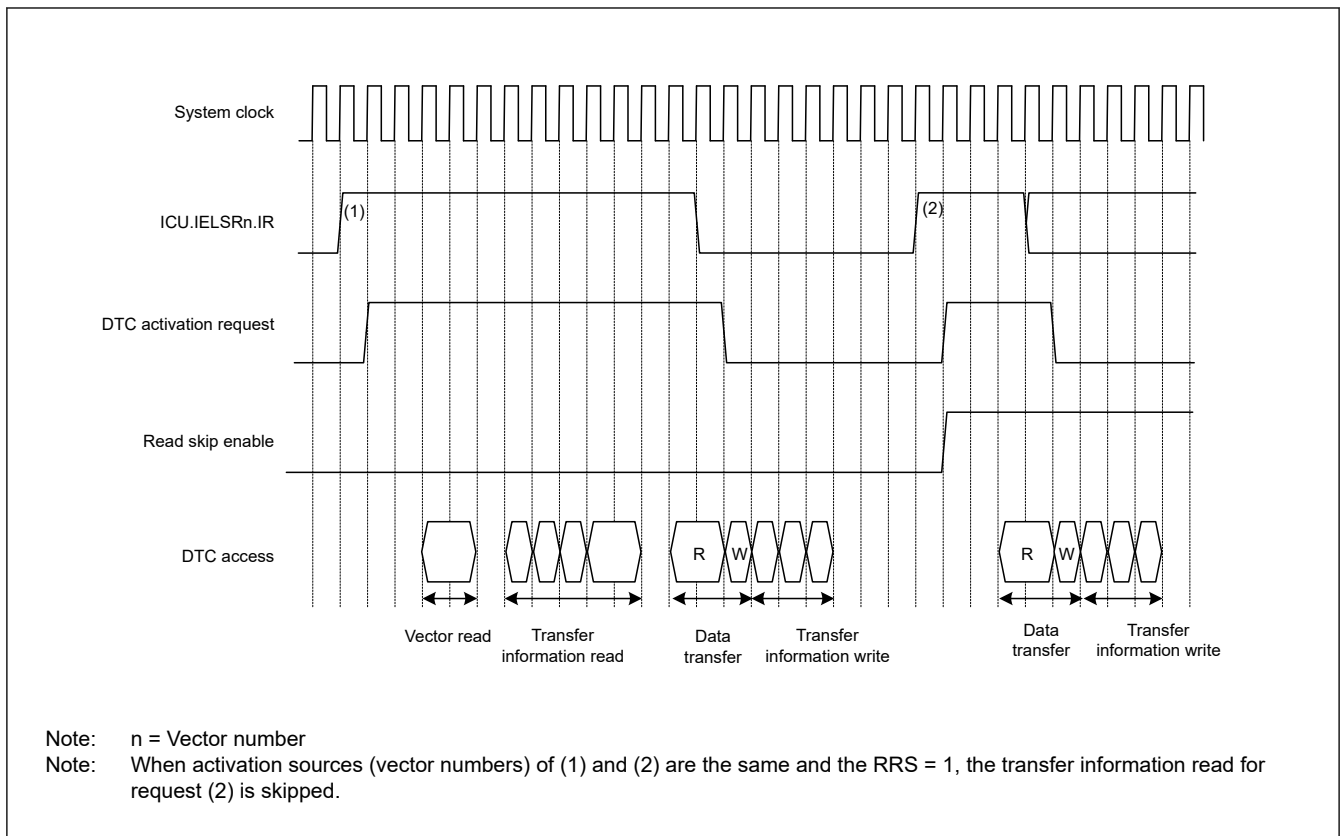 System clock
ICU.IELSRn.IR
(1)
(2)
DTC activation request
Read skip enable
DTC access
R
W
R
W
Vector read
Transfer
information read
Data
transfer
Transfer
information write
Data
transfer
Transfer
information write
Note: n = Vector number
Note: When activation sources (vector numbers) of (1) and (2) are the same and the RRS = 1, the transfer information read for
request (2) is skipped.